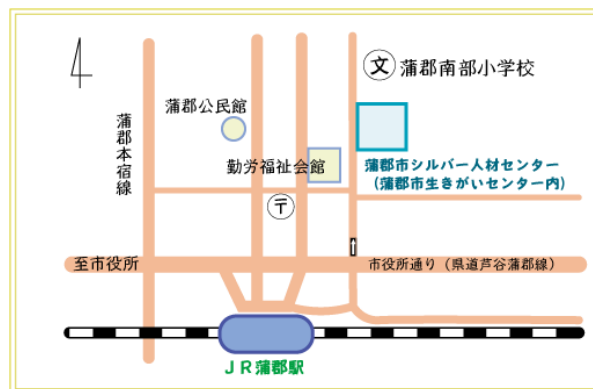 文 蒲郡南部小学校
蒲郡公民館
蒲郡本宿線
勤労福祉会館
蒲郡市シルバー人材センター
(蒲郡市生きがいセンター内)
〒
至市役所
市役所通り(県道芦谷蒲郡線)
JR蒲郡駅